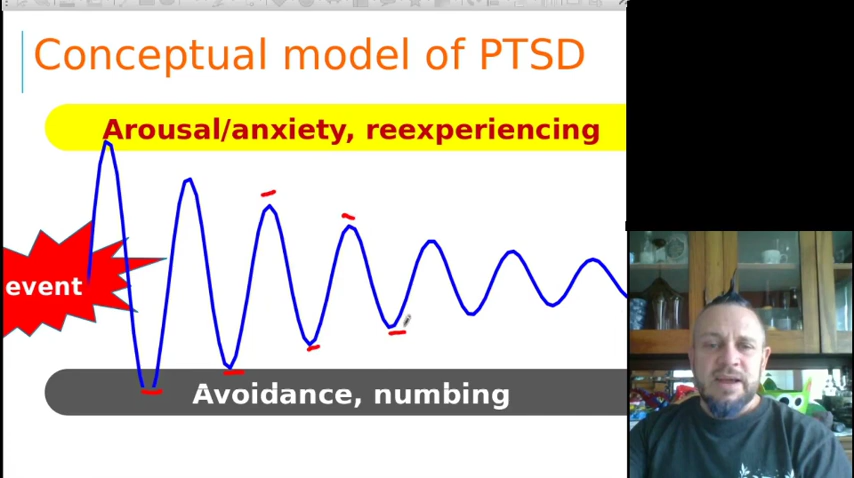 Conceptual model of PTSD
Arousal/anxiety, reexperiencing
event
Avoidance, numbing